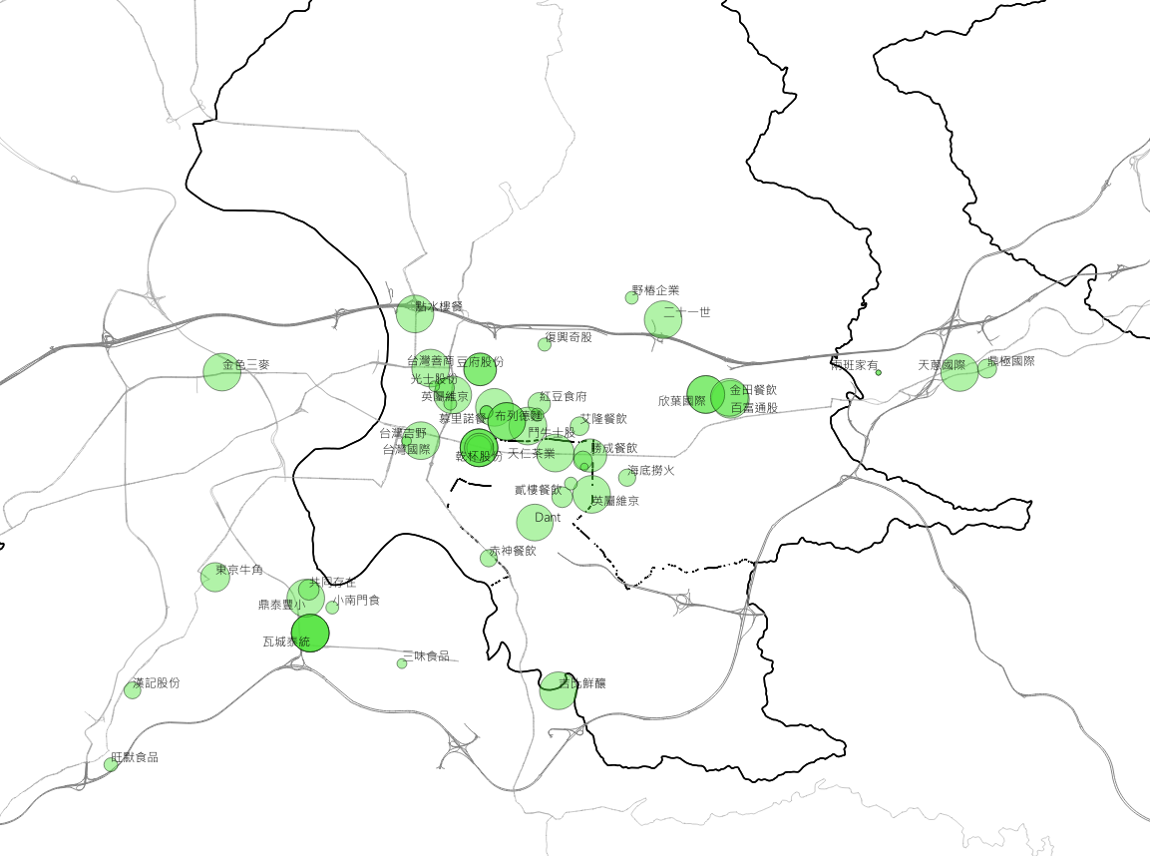 野椿企業
點水樓餐
二十一世
復興奇股
台灣善商
豆府股份
金色三麥
兩班家有
天蔥國際
鼎極國際
光士股份
英屬維京
金田餐飲
紅豆食府
欣葉國際
百富通股
慕里諾餐
布列德麵
艾隆餐飲
台灣吉野
鬥牛士股
台灣國際
勝成餐飲
乾杯股份
天仁茶業
海底撈火
貳樓餐飲
英屬維京
Dant
赤神餐飲
東京牛角
共同存在
鼎泰豐小
小南門食
瓦城泰統
三味食品
漢記股份
吉比鮮釀
旺默食品